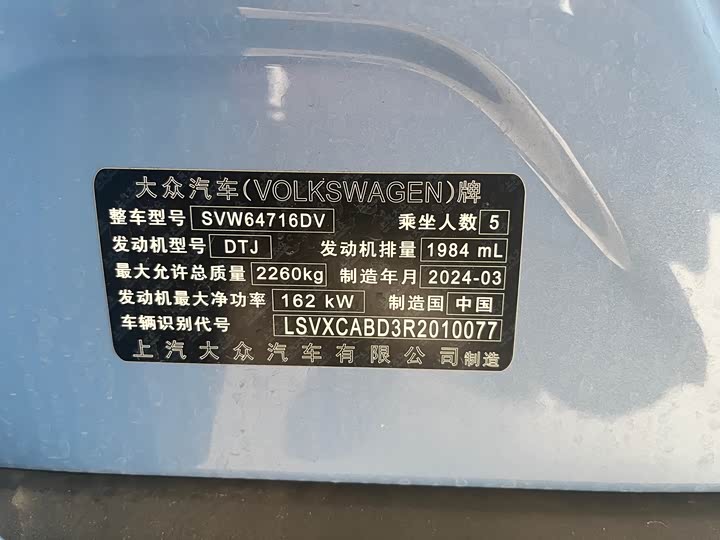 大众汽车(VOLKSWAGEN)牌
整车型号 SVW64716DV 乘坐人数 5
发动机型号 DTJ 发动机排量 1984 mL
最大允许总质量 2260kg 制造年月 2024-03
发动机最大净功率 162 kW 制造国 中国
车辆识别代号 LSVXCABD3R2010077
上汽大众汽车有限公司制造